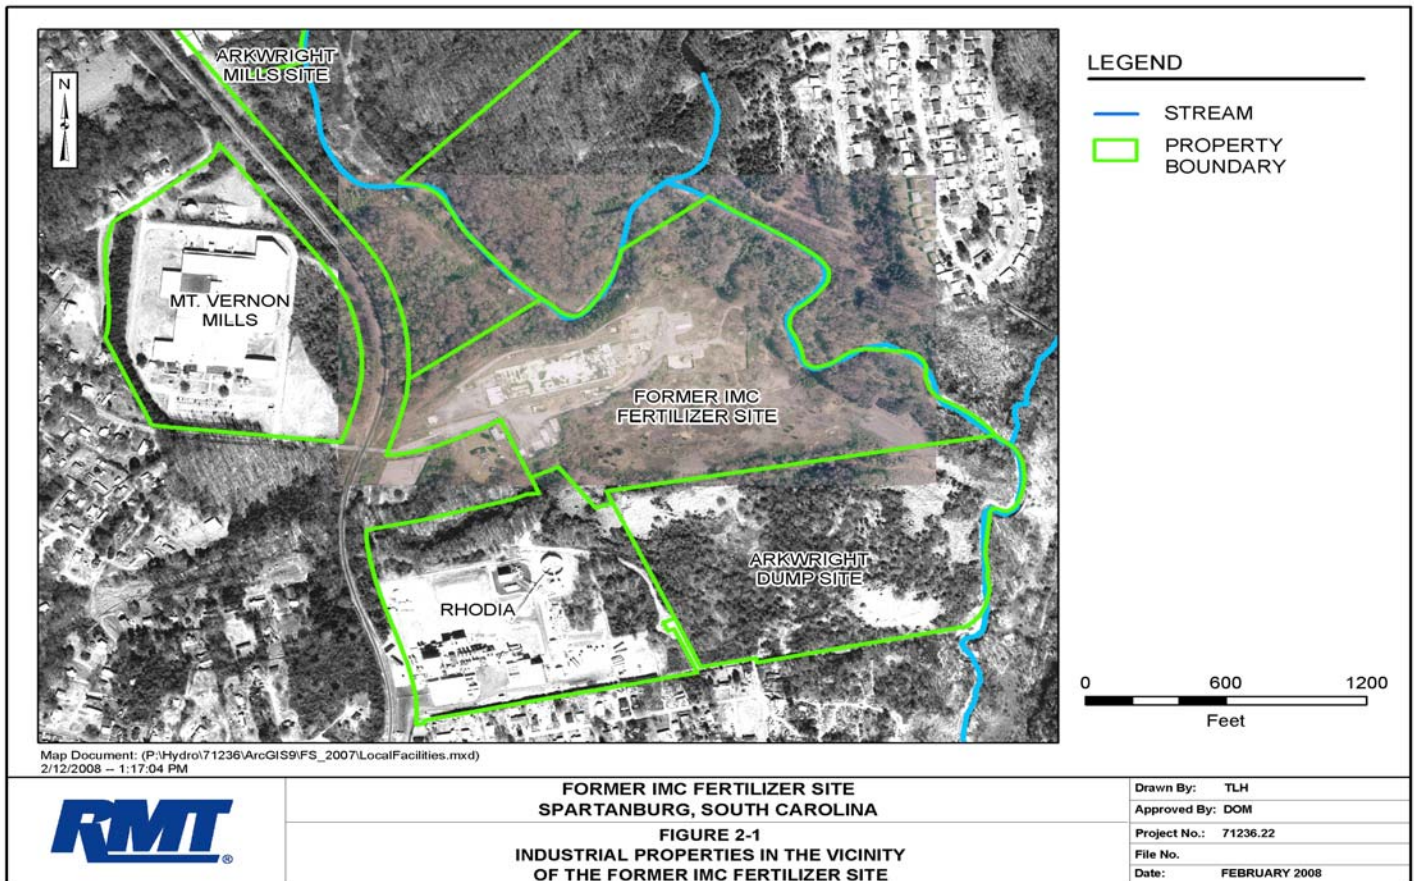 ARKWRIGHT
MILLS SITE
N
MT. VERNON
MILLS
FORMER IMC
FERTILIZER SITE
ARKWRIGHT
DUMP SITE
RHODIA
LEGEND
STREAM
PROPERTY
BOUNDARY
0 600 1200
Feet
Map Document: (P:\Hydro\71236\ArcGIS9\FS_2007\LocalFacilities.mxd)
2/12/2008 -- 1:17:04 PM
RMT®
FORMER IMC FERTILIZER SITE
SPARTANBURG, SOUTH CAROLINA
FIGURE 2-1
INDUSTRIAL PROPERTIES IN THE VICINITY
OF THE FORMER IMC FERTILIZER SITE
Drawn By: TLH
Approved By: DOM
Project No.: 71236.22
File No.
Date: FEBRUARY 2008